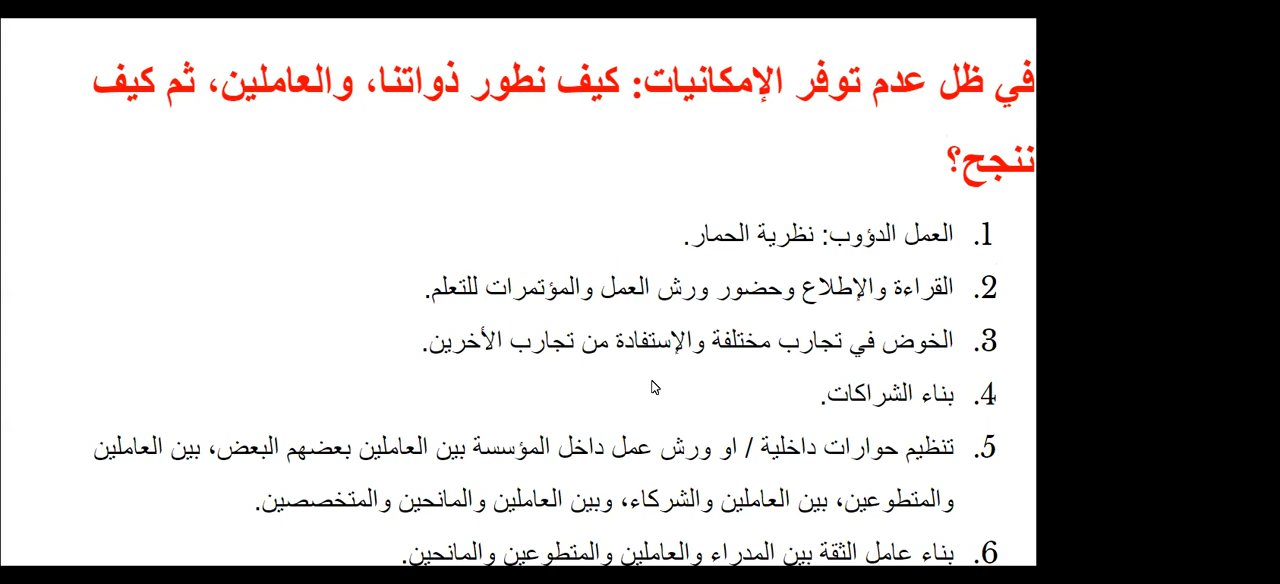 في ظل عدم توفر الإمكانيات: كيف نطور ذواتنا، والعاملين، ثم كيف
ننجح؟
1. العمل الدؤوب: نظرية الحمار.
2. القراءة والإطلاع وحضور ورش العمل والمؤتمرات للتعلم.
3. الخوض في تجارب مختلفة والإستفادة من تجارب الأخرين.
4. بناء الشراكات.
5. تنظيم حوارات داخلية / او ورش عمل داخل المؤسسة بين العاملين بعضهم البعض، بين العاملين
والمتطوعين، بين العاملين والشركاء، وبين العاملين والمانحين والمتخصصين.
6. بناء عامل الثقة بين المدراء والعاملين والمتطوعين والمانحين.